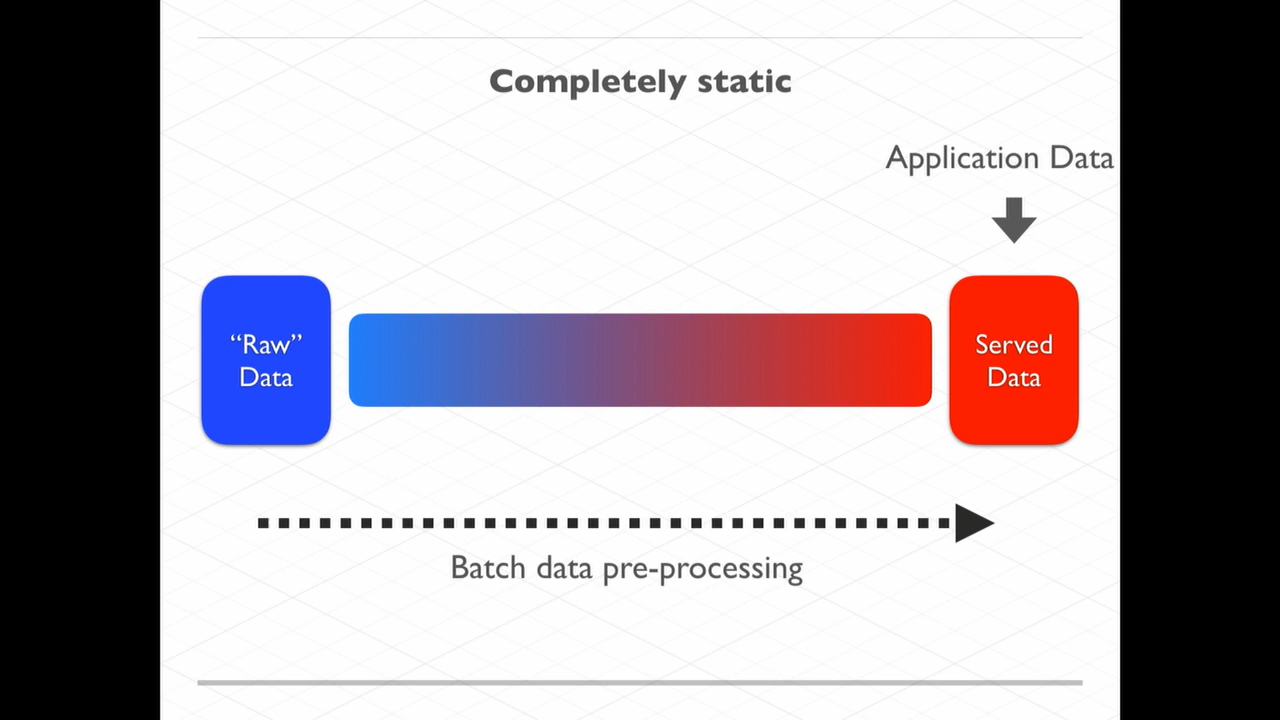 Completely static
Application Data
“Raw”
Data
Served
Data
Batch data pre-processing